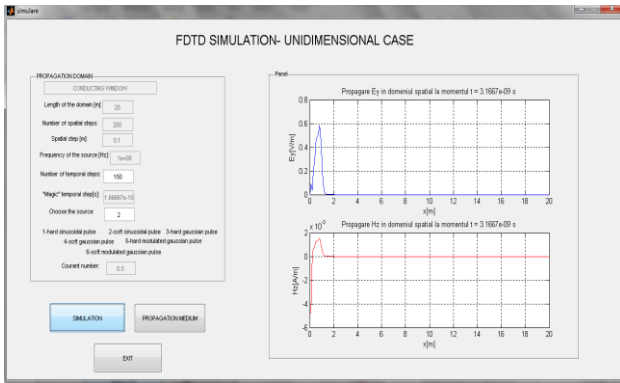 simulare
FDTD SIMULATION- UNIDIMENSIONAL CASE
PROPAGATION DOMAIN
CONDUCTING WINDOW
Length of the domain [m]: 20
Number of spatial steps: 200
Spatial step [m]: 0.1
Frequency of the source [Hz]: 1e+08
Number of temporal steps: 150
"Magic" temporal step[s]: 1.66667e-10
Choose the source: 2
1-hard sinusoidal pulse 2-soft sinusoidal pulse 3-hard gaussian pulse
4-soft gaussian pulse 5-hard modulated gaussian pulse
6-soft modulated gaussian pulse
Courant number: 0.5
SIMULATION
PROPAGATION MEDIUM
EXIT
Panel
Propagare Ey in domeniul spatial la momentul t = 3.1667e-09 s
0.8
0.6
0.4
0.2
0
Ey[V/m]
0 2 4 6 8 10 12 14 16 18 20
x[m]
Propagare Hz in domeniul spatial la momentul t = 3.1667e-09 s
x 10
2
0
-2
-4
-6
Hz[A/m]
0 2 4 6 8 10 12 14 16 18 20
x[m]